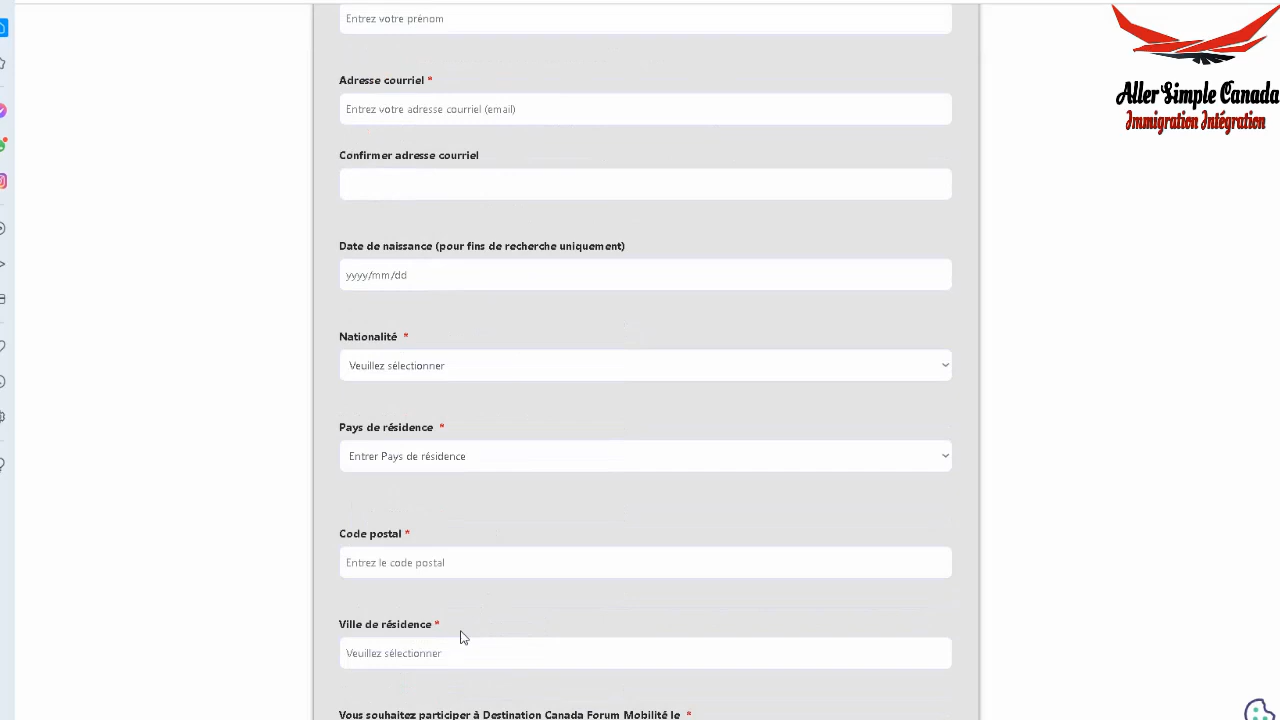 Entrez votre prénom
Aller Simple Canada
Immigration Intégration
Adresse courriel *
Entrez votre adresse courriel (email)
Confirmer adresse courriel
Date de naissance (pour fins de recherche uniquement)
yyyy/mm/dd
Nationalité *
Veuillez sélectionner
Pays de résidence *
Entrer Pays de résidence
Code postal *
Entrez le code postal
Ville de résidence *
Veuillez sélectionner
Vous souhaitez participer à Destination Canada Forum Mobilité le *